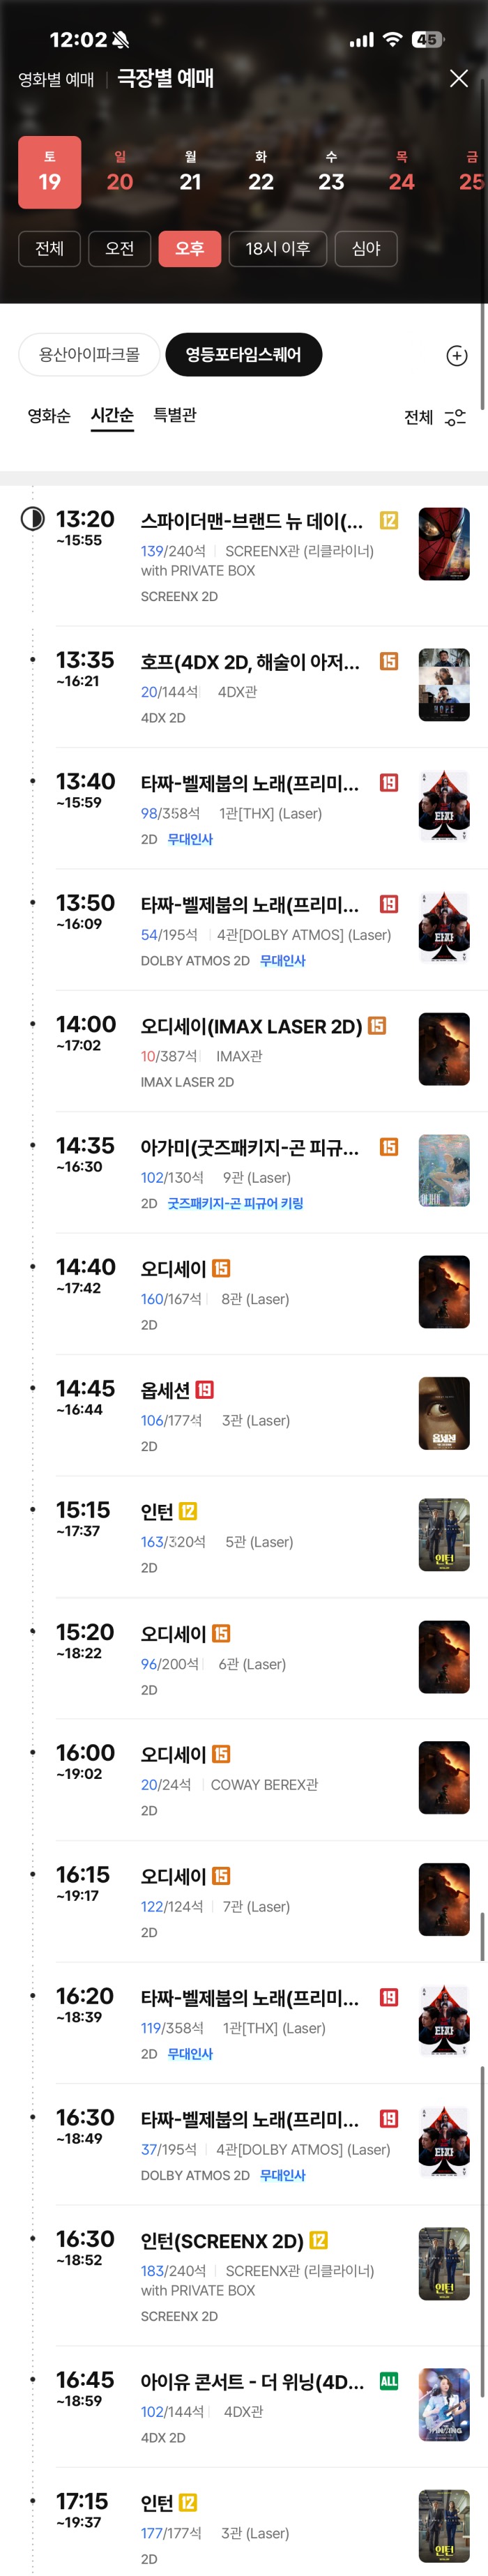 12:02
45
영화별 예매 극장별 예매
토 일 월 화 수 목 금
19 20 21 22 23 24 25
전체 오전 오후 18시 이후 심야
용산아이파크몰 영등포타임스퀘어
영화순 시간순 특별관 전체
13:20 스파이더맨-브랜드 뉴 데이(... 12
~15:55
139/240석 SCREENX관 (리클라이너)
with PRIVATE BOX
SCREENX 2D
13:35 호프(4DX 2D, 해술이 아저... 15
~16:21
20/144석 4DX관
HOPE
4DX 2D
13:40 타짜-벨제붑의 노래(프리미... 19
~15:59
98/358석 1관[THX] (Laser)
타짜
2D 무대인사
13:50 타짜-벨제붑의 노래(프리미... 19
~16:09
54/195석 4관[DOLBY ATMOS] (Laser)
타짜
DOLBY ATMOS 2D 무대인사
14:00 오디세이(IMAX LASER 2D) 15
~17:02
10/387석 IMAX관
IMAX LASER 2D
14:35 아가미(굿즈패키지-곤 피규... 15
~16:30
102/130석 9관 (Laser)
아가미
2D 굿즈패키지-곤 피규어 키링
14:40 오디세이 15
~17:42
160/167석 8관 (Laser)
2D
14:45 옵세션 19
~16:44
106/177석 3관 (Laser)
옵세션
2D
15:15 인턴 12
~17:37
163/320석 5관 (Laser)
인턴
2D
15:20 오디세이 15
~18:22
96/200석 6관 (Laser)
2D
16:00 오디세이 15
~19:02
20/24석 COWAY BEREX관
2D
16:15 오디세이 15
~19:17
122/124석 7관 (Laser)
2D
16:20 타짜-벨제붑의 노래(프리미... 19
~18:39
119/358석 1관[THX] (Laser)
타짜
2D 무대인사
16:30 타짜-벨제붑의 노래(프리미... 19
~18:49
37/195석 4관[DOLBY ATMOS] (Laser)
타짜
DOLBY ATMOS 2D 무대인사
16:30 인턴(SCREENX 2D) 12
~18:52
183/240석 SCREENX관 (리클라이너)
with PRIVATE BOX
인턴
SCREENX 2D
16:45 아이유 콘서트 - 더 위닝(4D... ALL
~18:59
102/144석 4DX관
WINNING
4DX 2D
17:15 인턴 12
~19:37
177/177석 3관 (Laser)
인턴
2D